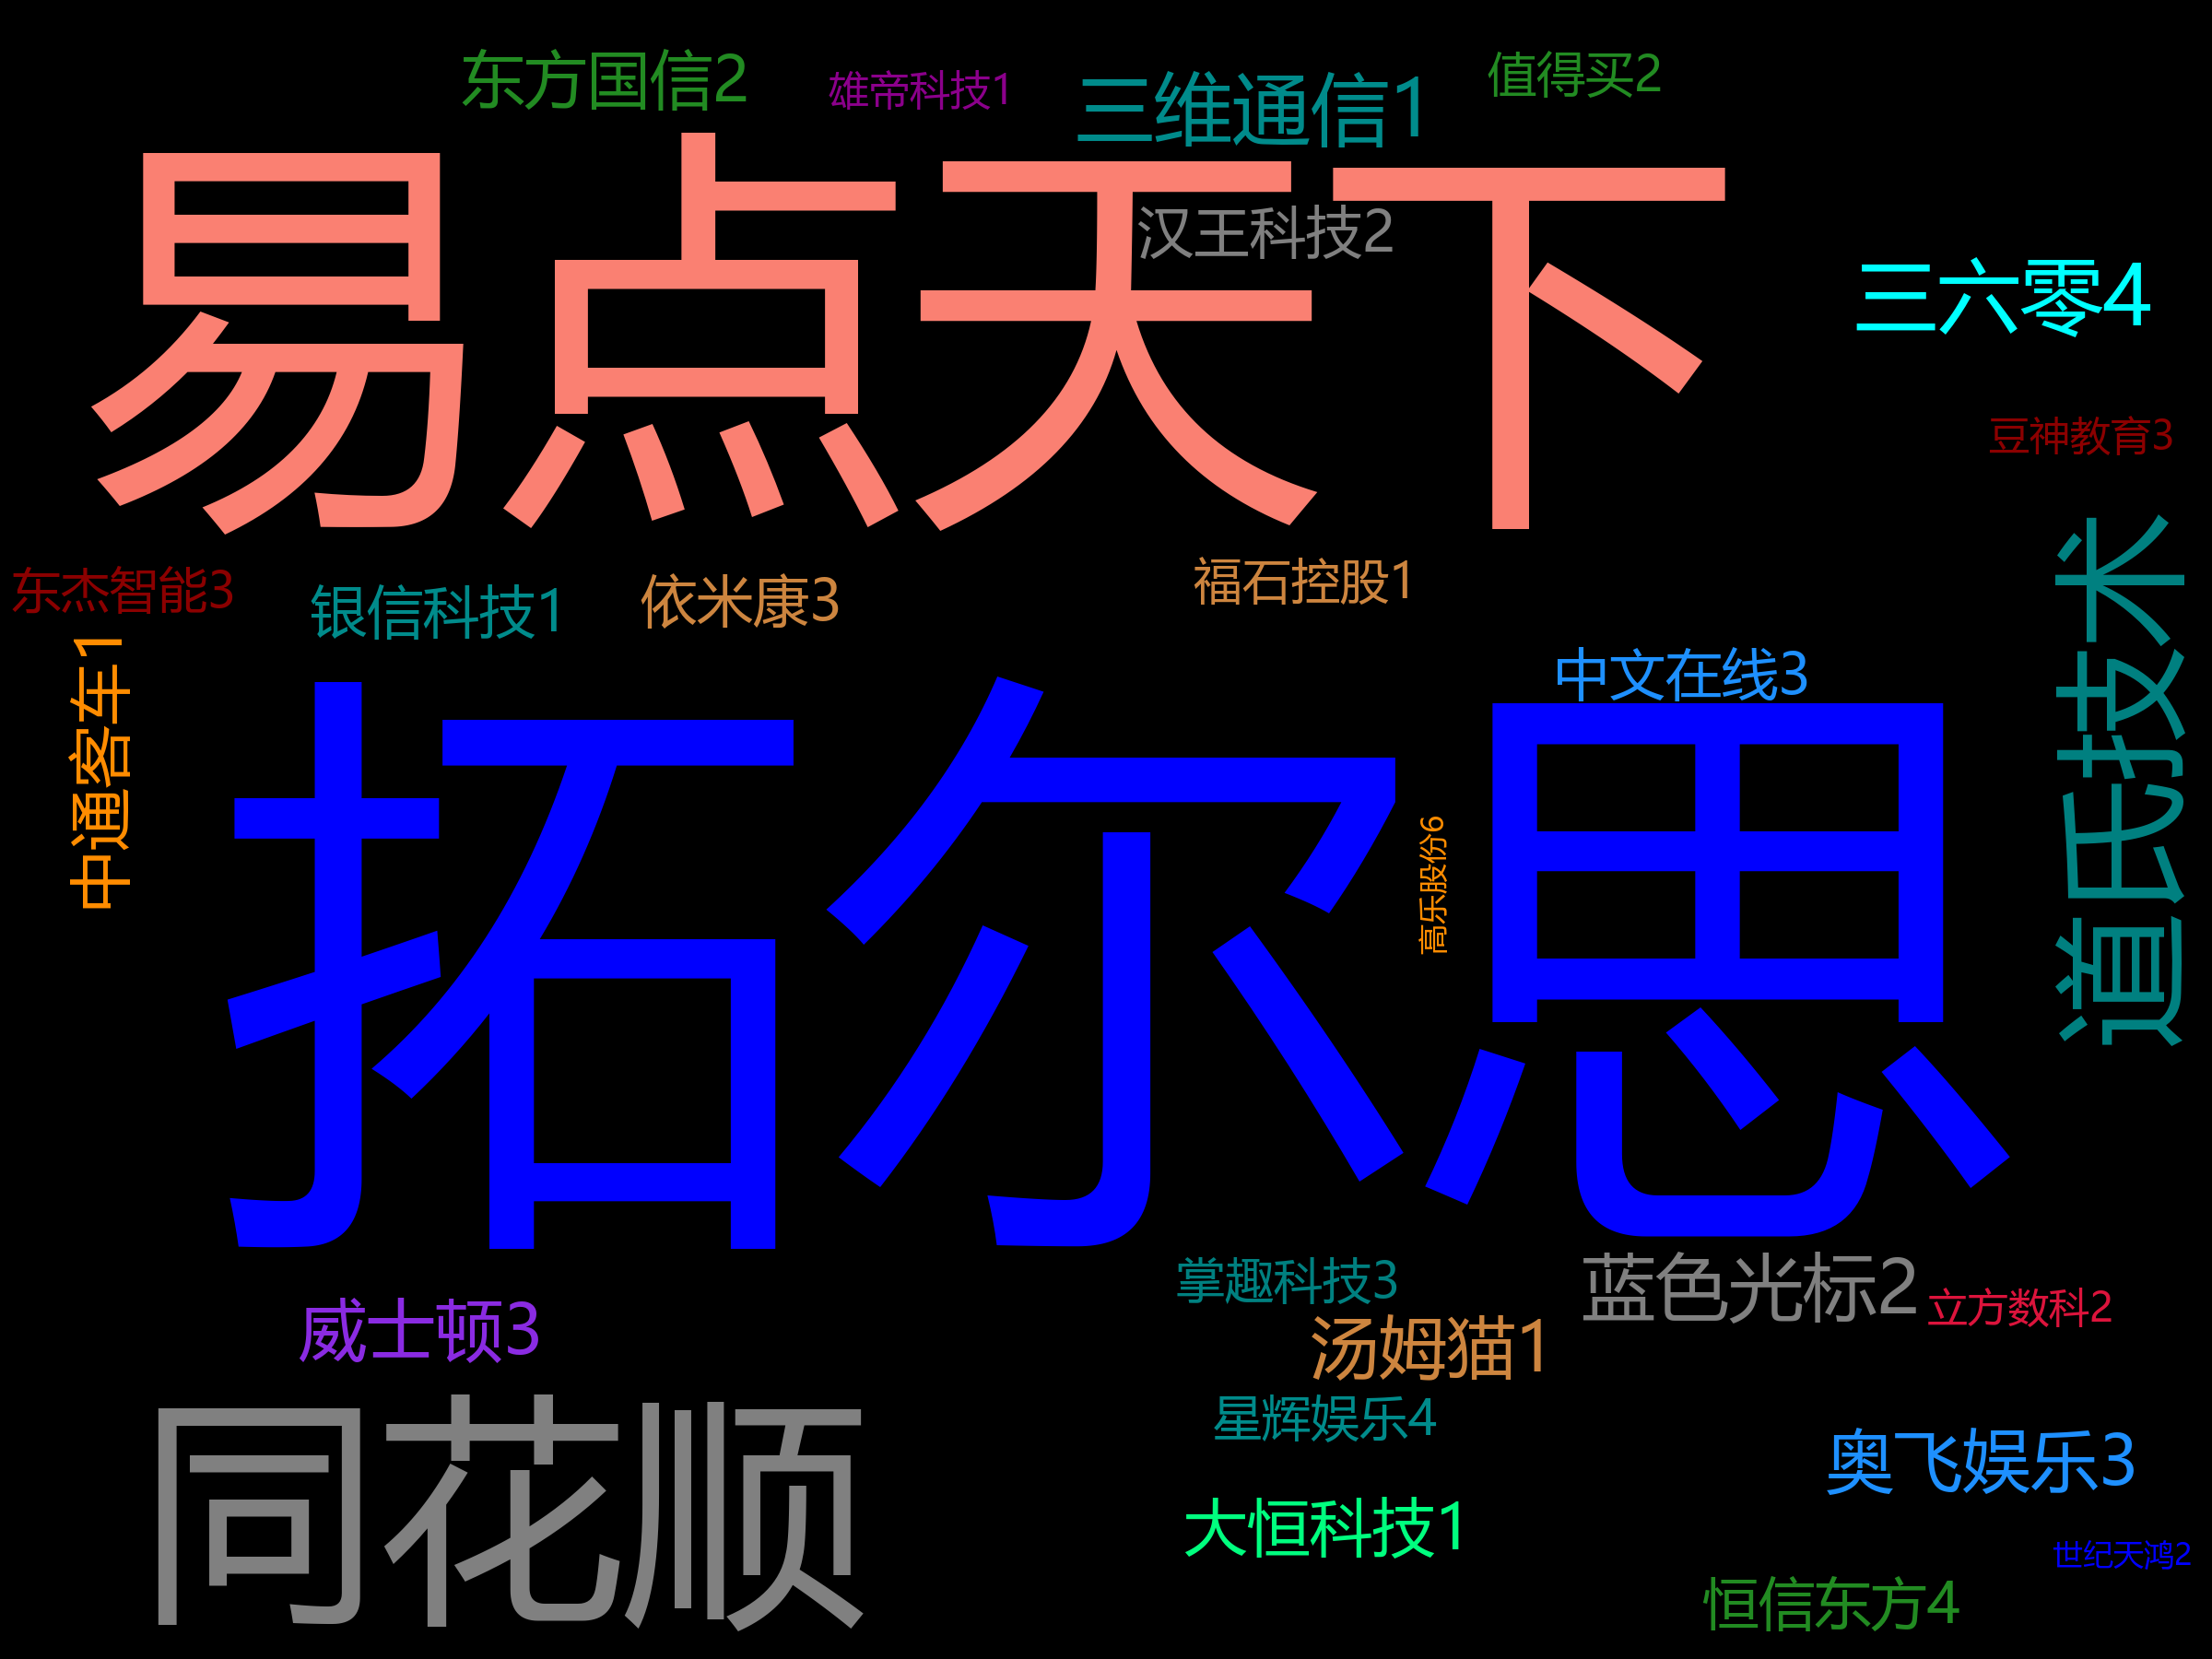 东方国信2
维帝科技1
三维通信1
值得买2
易点天下
汉王科技2
三六零4
豆神教育3
东杰智能3
银信科技1
依米康3
福石控股1
中通客车1
中文在线3
道氏技术
拓尔思
高乐股份6
掌趣科技3
蓝色光标2
立方数科2
威士顿3
汤姆猫1
同花顺
星辉娱乐4
奥飞娱乐3
大恒科技1
世纪天鸿2
恒信东方4